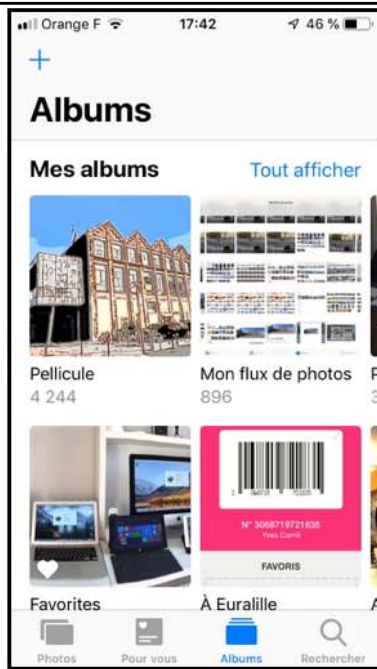 Orange F 17:42 46 %
+
Albums
Mes albums Tout afficher
Pellicule Mon flux de photos P
4 244 896 3
N° 3068719721635
FAVORIS
Favorites À Euralille A
Photos Pour vous Albums Rechercher